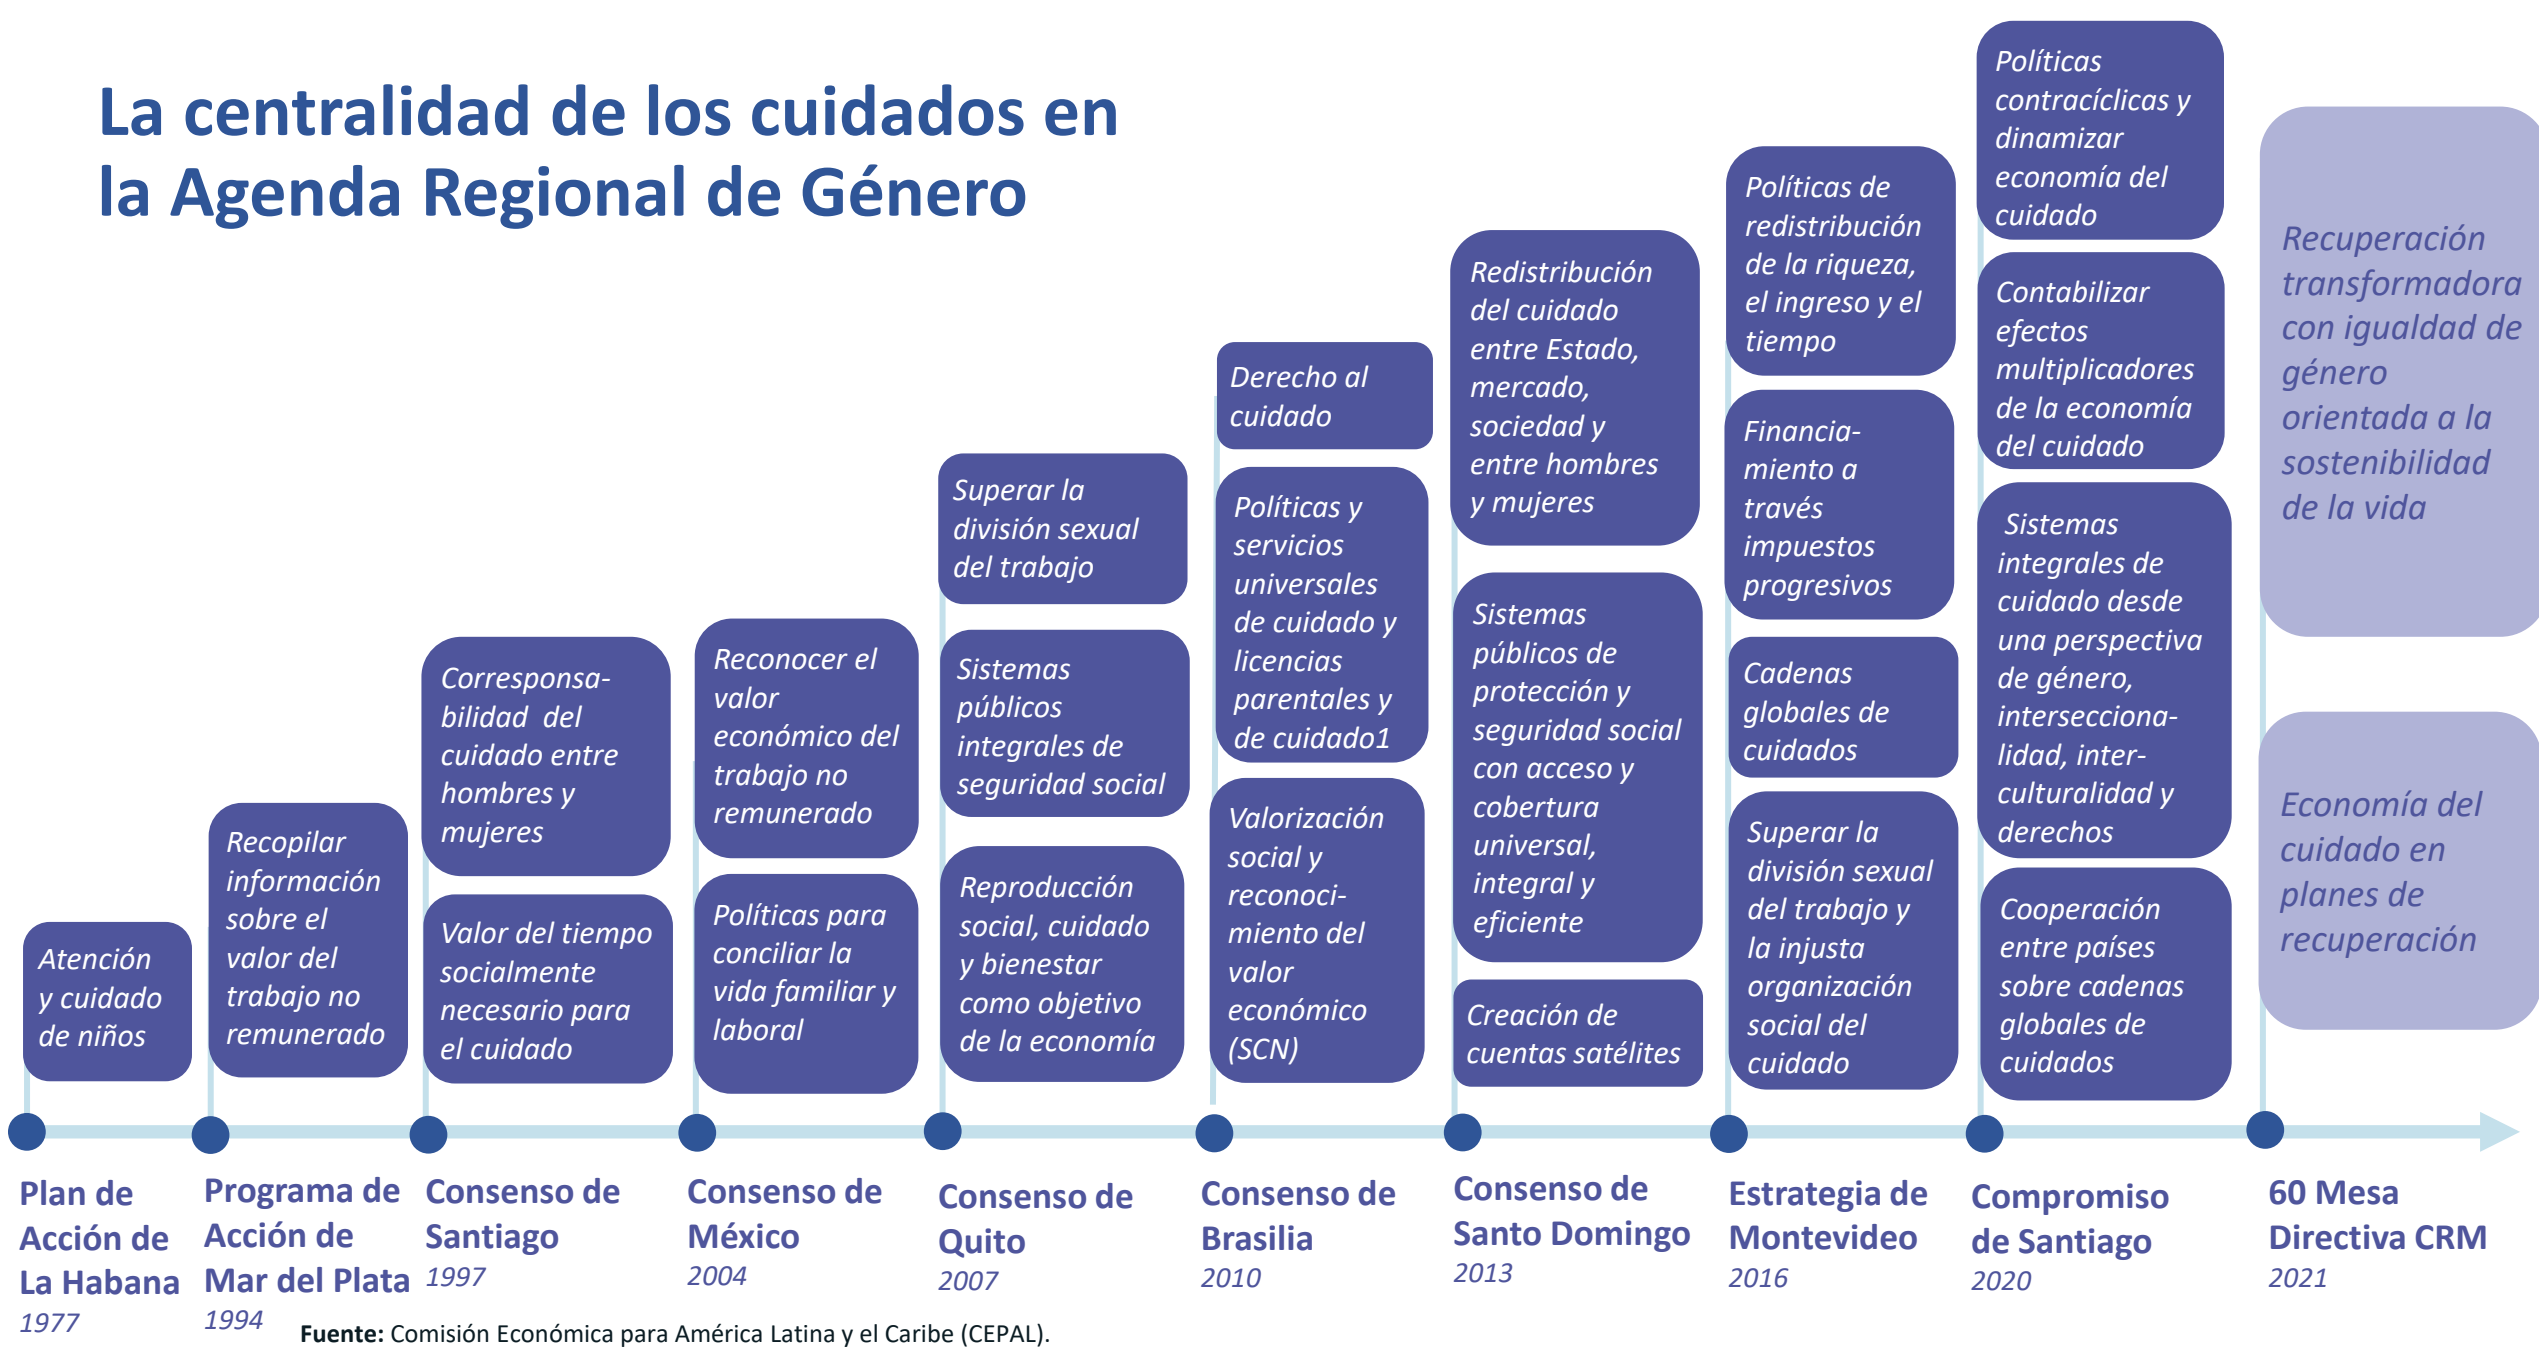 La centralidad de los cuidados en
la Agenda Regional de Género
Atención
y cuidado
de niños
Recopilar
información
sobre el
valor del
trabajo no
remunerado
Corresponsa-
bilidad  del
cuidado entre
hombres y
mujeres
Valor del tiempo
socialmente
necesario para
el cuidado
Reconocer el
valor
económico del
trabajo no
remunerado
Políticas para
conciliar la
vida familiar y
laboral
Superar la
división sexual
del trabajo
Sistemas
públicos
integrales de
seguridad social
Reproducción
social, cuidado
y bienestar
como objetivo
de la economía
Derecho al
cuidado
Políticas y
servicios
universales
de cuidado y
licencias
parentales y
de cuidado1
Valorización
social y
reconoci-
miento del
valor
económico
(SCN)
Redistribución
del cuidado
entre Estado,
mercado,
sociedad y
entre hombres
y mujeres
Sistemas
públicos de
protección y
seguridad social
con acceso y
cobertura
universal,
integral y
eficiente
Creación de
cuentas satélites
Políticas de
redistribución
de la riqueza,
el ingreso y el
tiempo
Financia-
miento a
través
impuestos
progresivos
Cadenas
globales de
cuidados
Superar la
división sexual
del trabajo y
la injusta
organización
social del
cuidado
Políticas
contracíclicas y
dinamizar
economía del
cuidado
Contabilizar
efectos
multiplicadores
de la economía
del cuidado
Sistemas
integrales de
cuidado desde
una perspectiva
de género,
intersecciona-
lidad, inter-
culturalidad y
derechos
Cooperación
entre países
sobre cadenas
globales de
cuidados
Recuperación
transformadora
con igualdad de
género
orientada a la
sostenibilidad
de la vida
Economía del
cuidado en
planes de
recuperación
Plan de
Acción de
La Habana
1977
Programa de
Acción de
Mar del Plata
1994
Consenso de
Santiago
1997
Consenso de
México
2004
Consenso de
Quito
2007
Consenso de
Brasilia
2010
Consenso de
Santo Domingo
2013
Estrategia de
Montevideo
2016
Compromiso
de Santiago
2020
60 Mesa
Directiva CRM
2021
Fuente: Comisión Económica para América Latina y el Caribe (CEPAL).